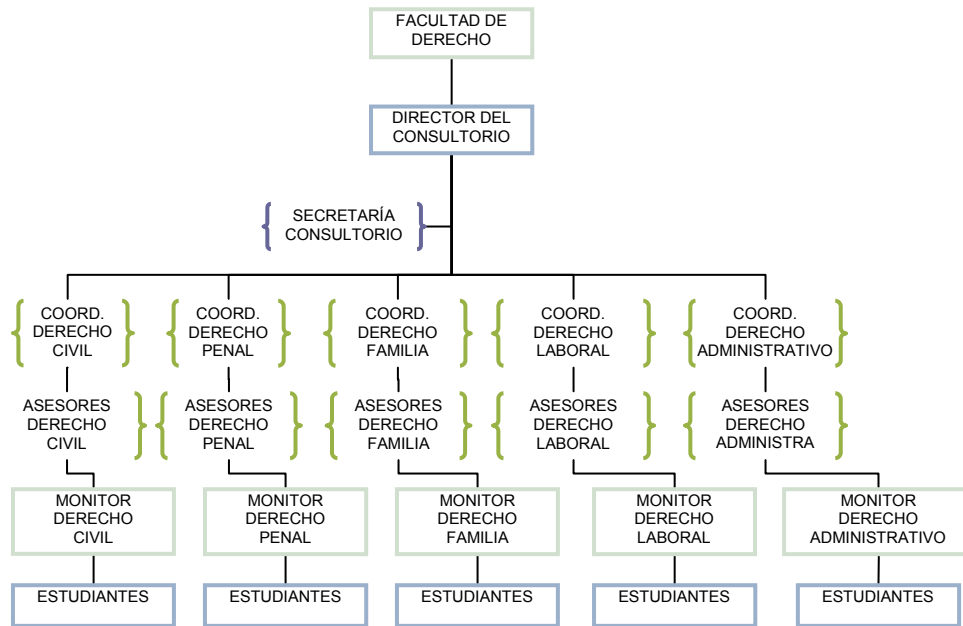 FACULTAD DE
DERECHO
DIRECTOR DEL
CONSULTORIO
SECRETARÍA
CONSULTORIO
COORD.
DERECHO
CIVIL
COORD.
DERECHO
PENAL
COORD.
DERECHO
FAMILIA
COORD.
DERECHO
LABORAL
COORD.
DERECHO
ADMINISTRATIVO
ASESORES
DERECHO
CIVIL
ASESORES
DERECHO
PENAL
ASESORES
DERECHO
FAMILIA
ASESORES
DERECHO
LABORAL
ASESORES
DERECHO
ADMINISTRA
MONITOR
DERECHO
CIVIL
MONITOR
DERECHO
PENAL
MONITOR
DERECHO
FAMILIA
MONITOR
DERECHO
LABORAL
MONITOR
DERECHO
ADMINISTRATIVO
ESTUDIANTES
ESTUDIANTES
ESTUDIANTES
ESTUDIANTES
ESTUDIANTES